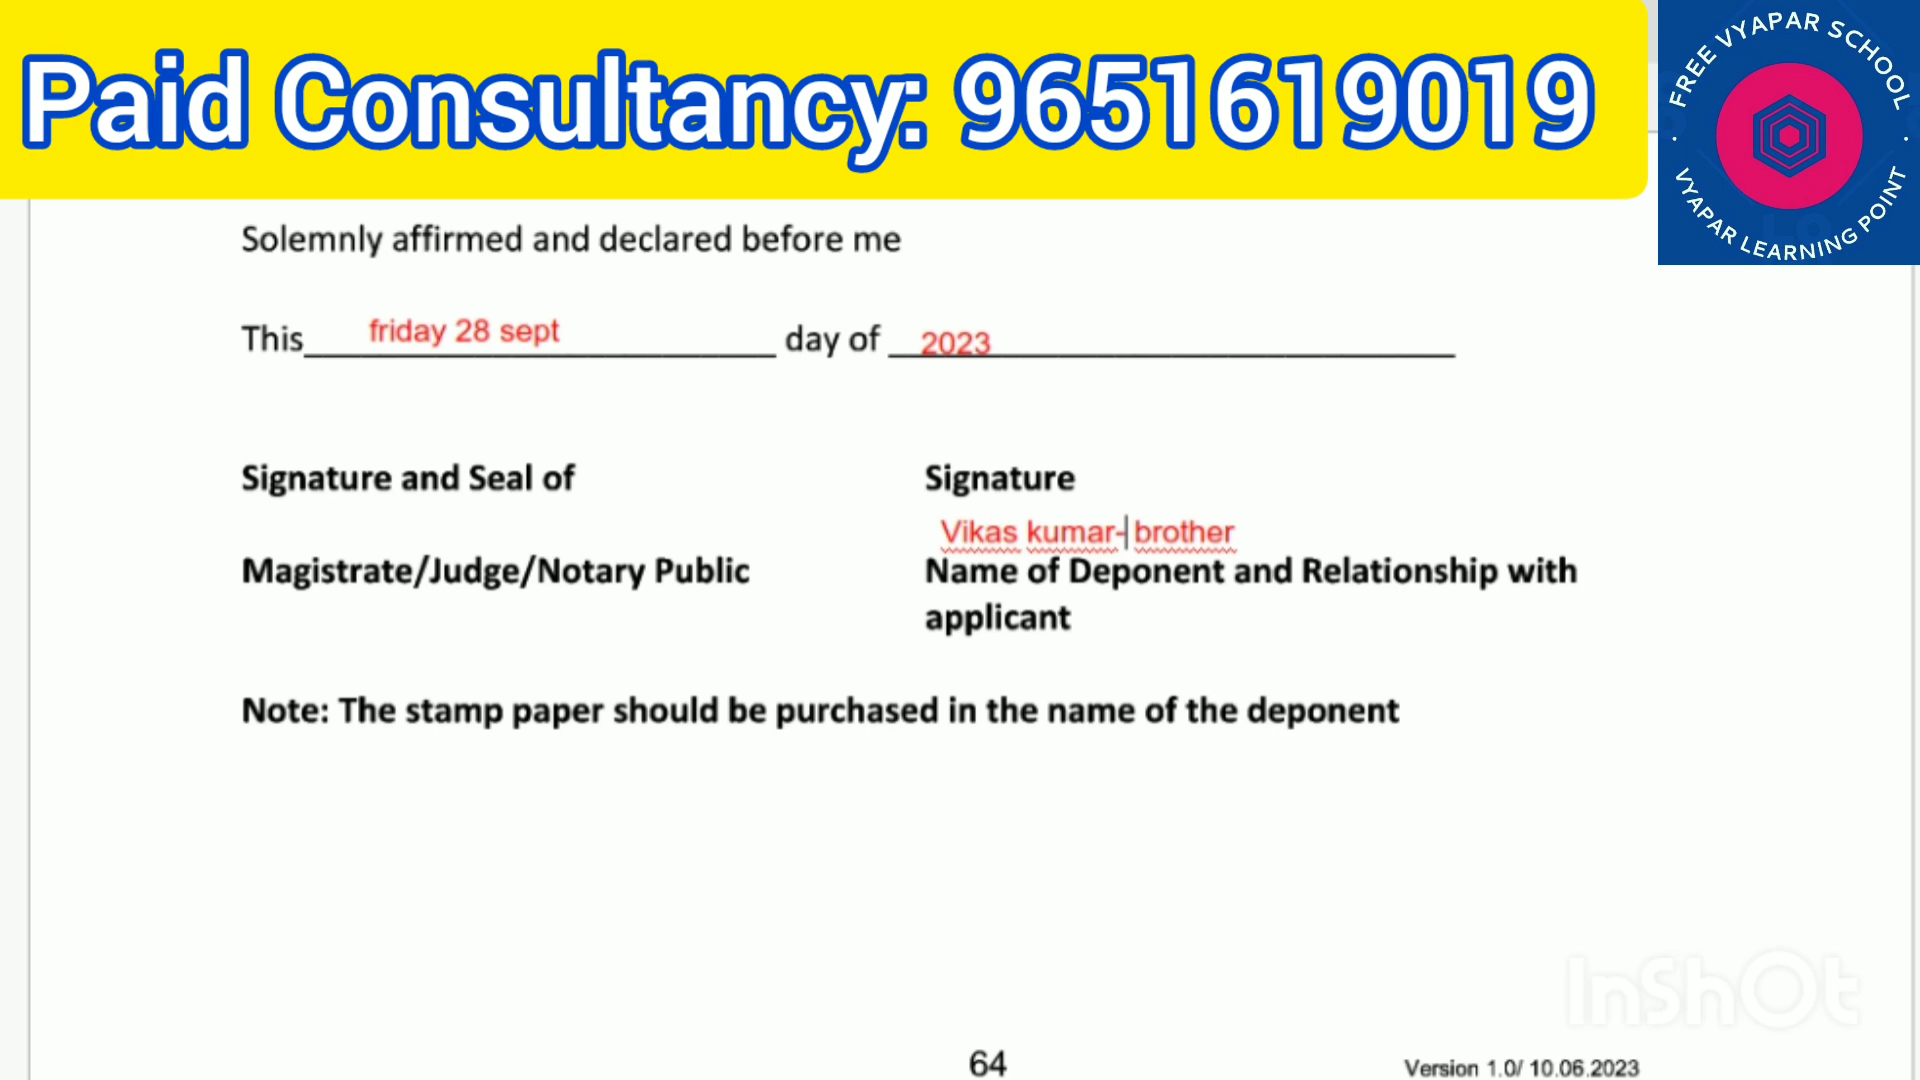 Paid Consultancy: 9651619019
FREE VYAPAR SCHOOL
VYAPAR LEARNING POINT
Solemnly affirmed and declared before me
This friday 28 sept day of 2023
Signature and Seal of
Signature
Vikas kumar- brother
Magistrate/Judge/Notary Public
Name of Deponent and Relationship with
applicant
Note: The stamp paper should be purchased in the name of the deponent
InShOt
64
Version 1.0/ 10.06.2023